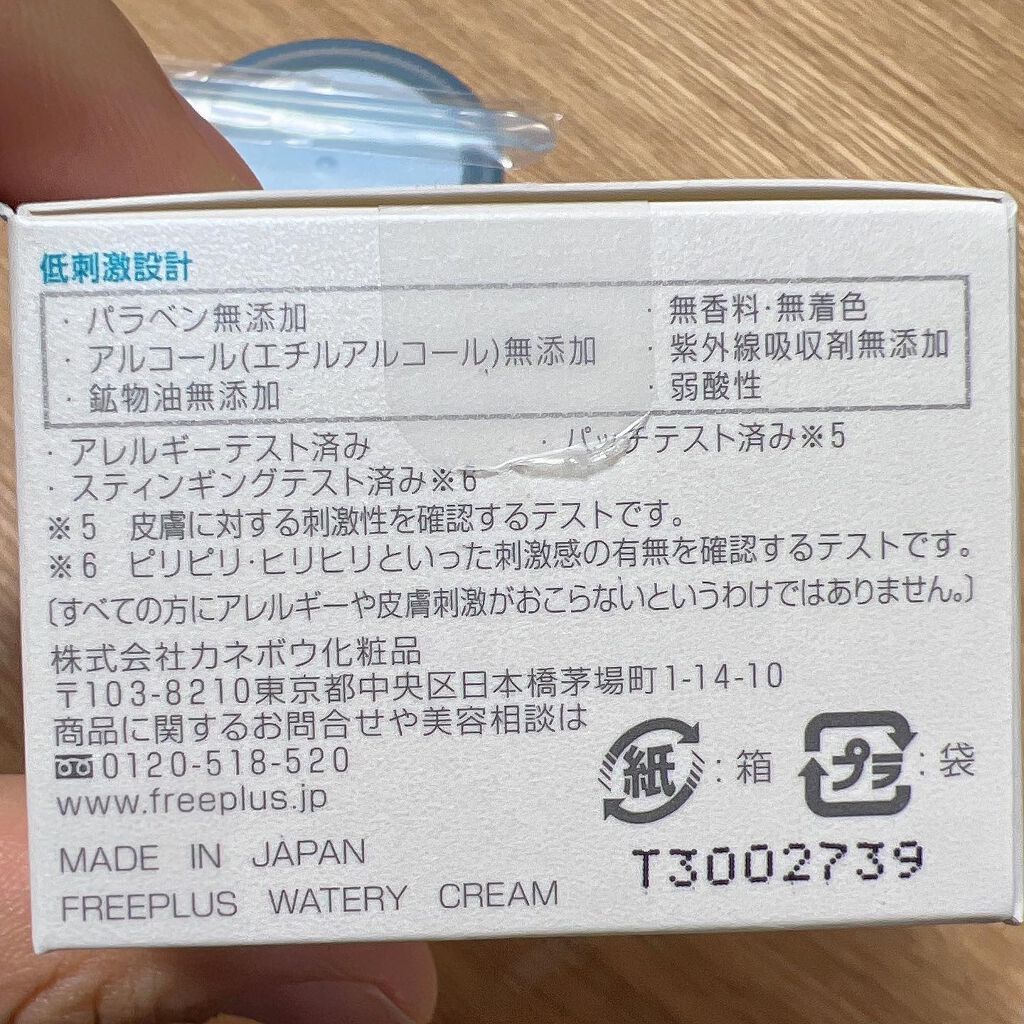 低刺激設計
・パラベン無添加
・アルコール(エチルアルコール)無添加
・鉱物油無添加
・無香料・無着色
・紫外線吸収剤無添加
・弱酸性
・アレルギーテスト済み ・パッチテスト済み※5
・スティンギングテスト済み※6
※5 皮膚に対する刺激性を確認するテストです。
※6 ピリピリ・ヒリヒリといった刺激感の有無を確認するテストです。
〔すべての方にアレルギーや皮膚刺激がおこらないというわけではありません。〕
株式会社カネボウ化粧品
〒103-8210東京都中央区日本橋茅場町1-14-10
商品に関するお問合せや美容相談は
0120-518-520
www.freeplus.jp
紙:箱 プラ:袋
MADE IN JAPAN
FREEPLUS WATERY CREAM
T3002739